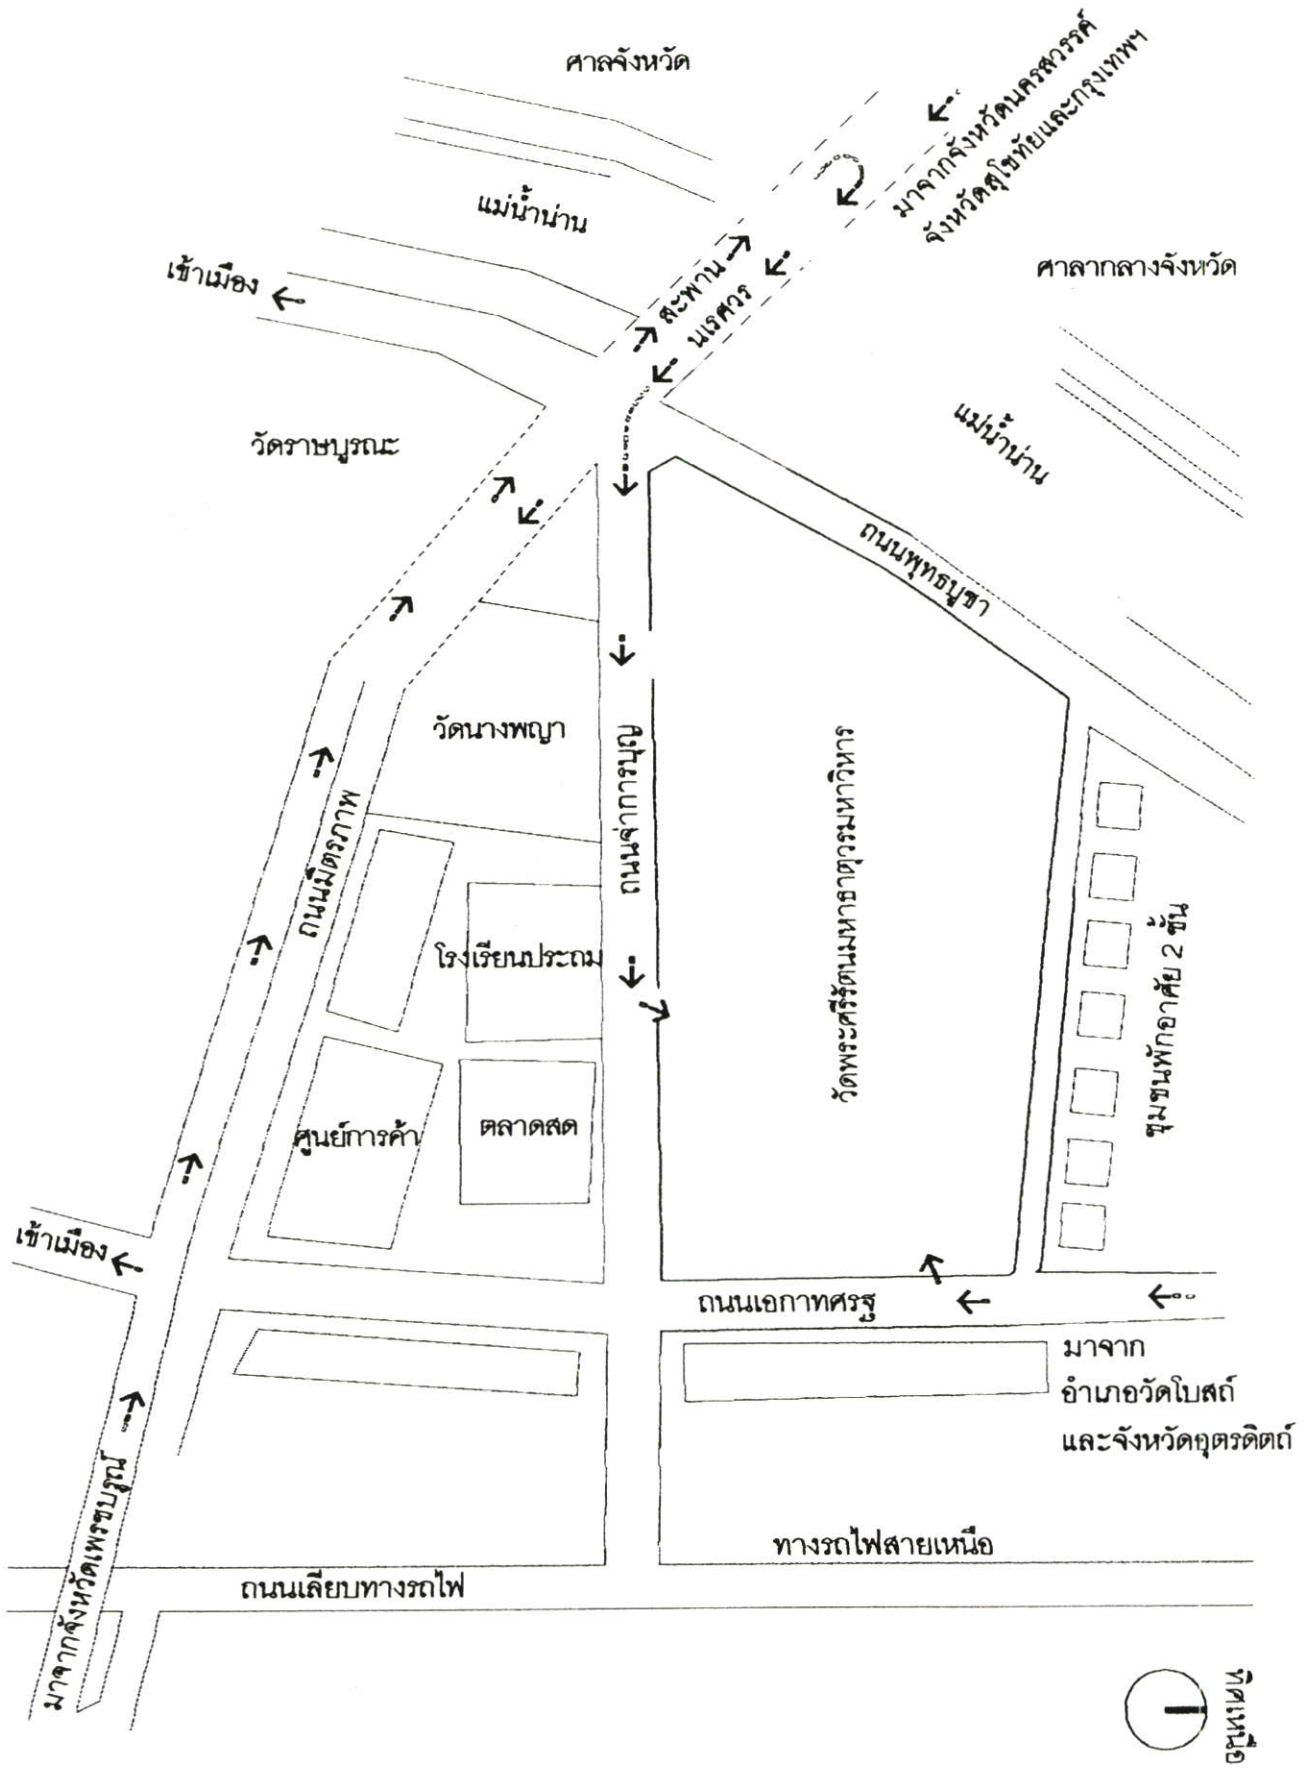 ศาลจังหวัด
มาจากจังหวัดนครสวรรค์
จังหวัดสุโขทัยและกรุงเทพฯ
แม่น้ำน่าน
เข้าเมือง
สะพาน
นเรศวร
ศาลากลางจังหวัด
วัดราษบูรณะ
แม่น้ำน่าน
ถนนพุทธบูชา
วัดนางพญา
ถนนจ่าการบุญ
วัดพระศรีรัตนมหาธาตุวรมหาวิหาร
ถนนมิตรภาพ
โรงเรียนประถม
ชุมชนพักอาศัย 2 ชั้น
ศูนย์การค้า
ตลาดสด
เข้าเมือง
ถนนเอกาทศรฐ
มาจาก
อำเภอวัดโบสถ์
และจังหวัดอุตรดิตถ์
มาจากจังหวัดเพรชบรูณ์
ทางรถไฟสายเหนือ
ถนนเลียบทางรถไฟ
ทิศเหนือ